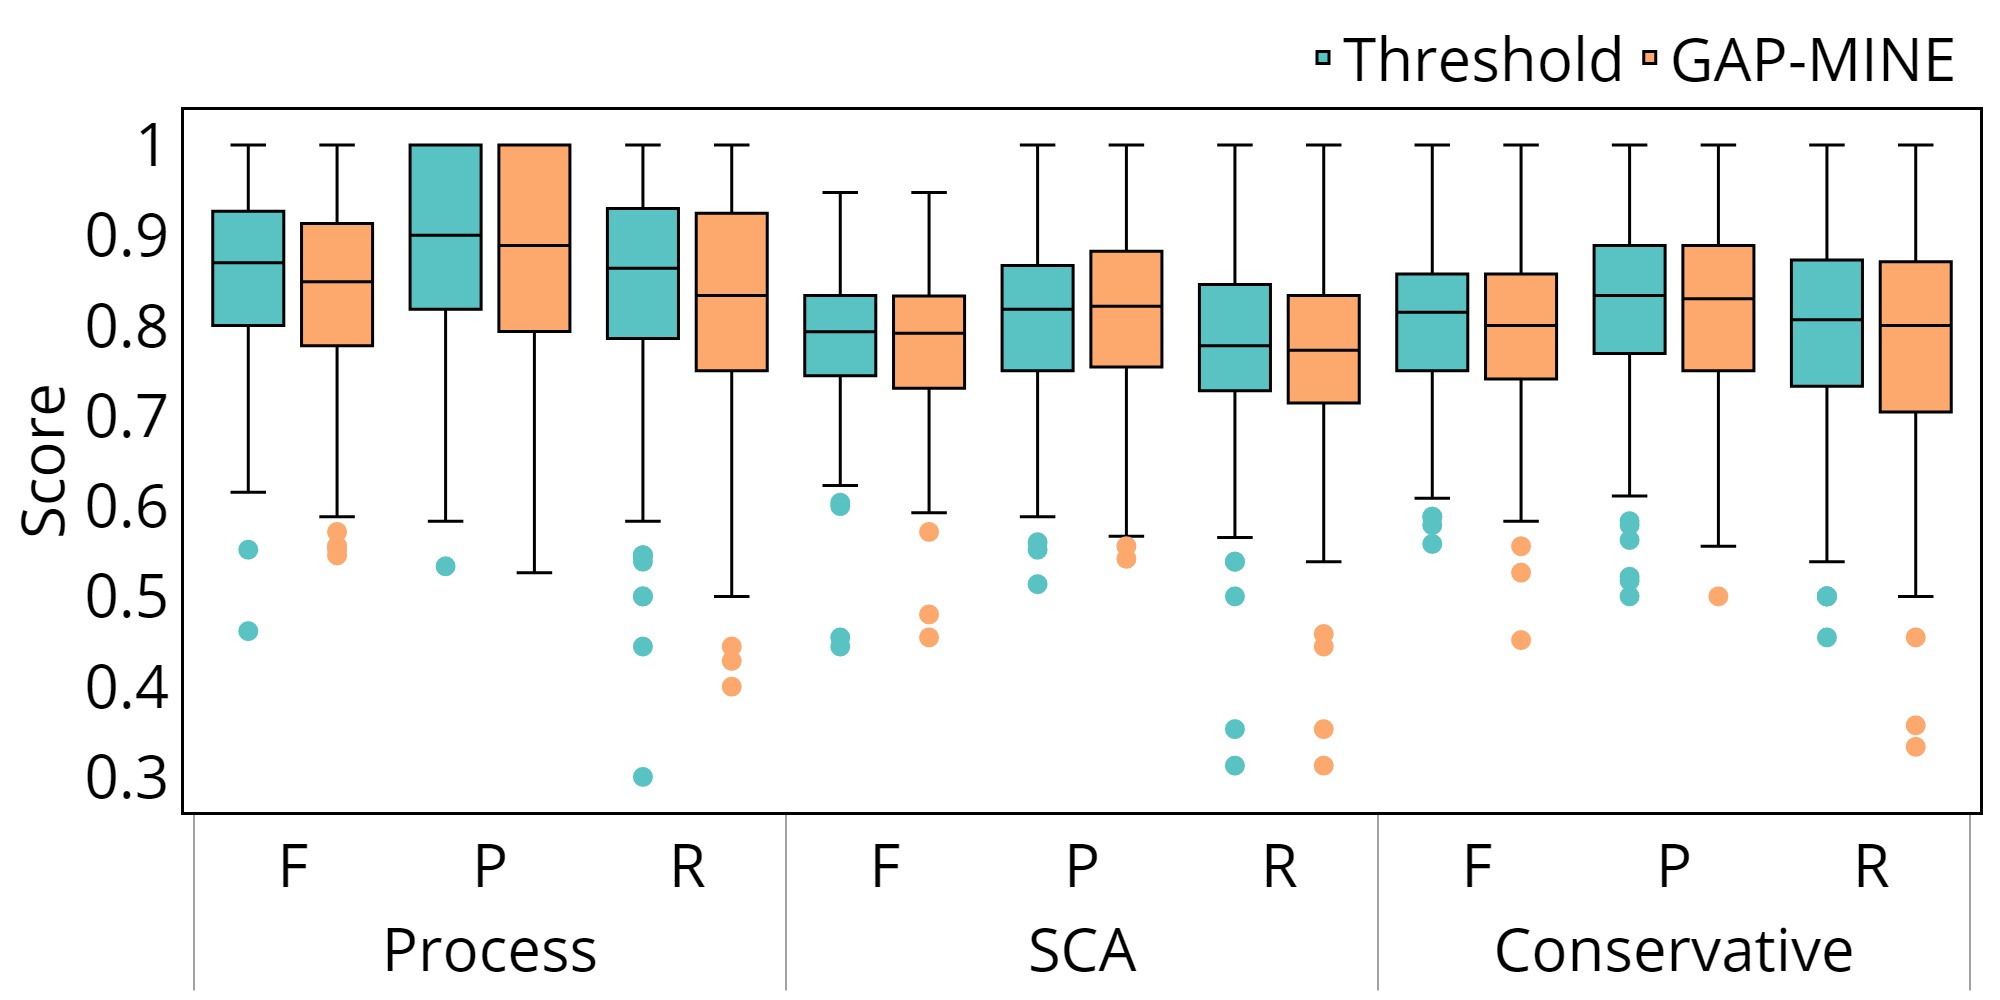 Threshold GAP-MINE
1
0.9
0.8
0.7
0.6
0.5
0.4
0.3
Score
F P R F P R F P R
Process SCA Conservative